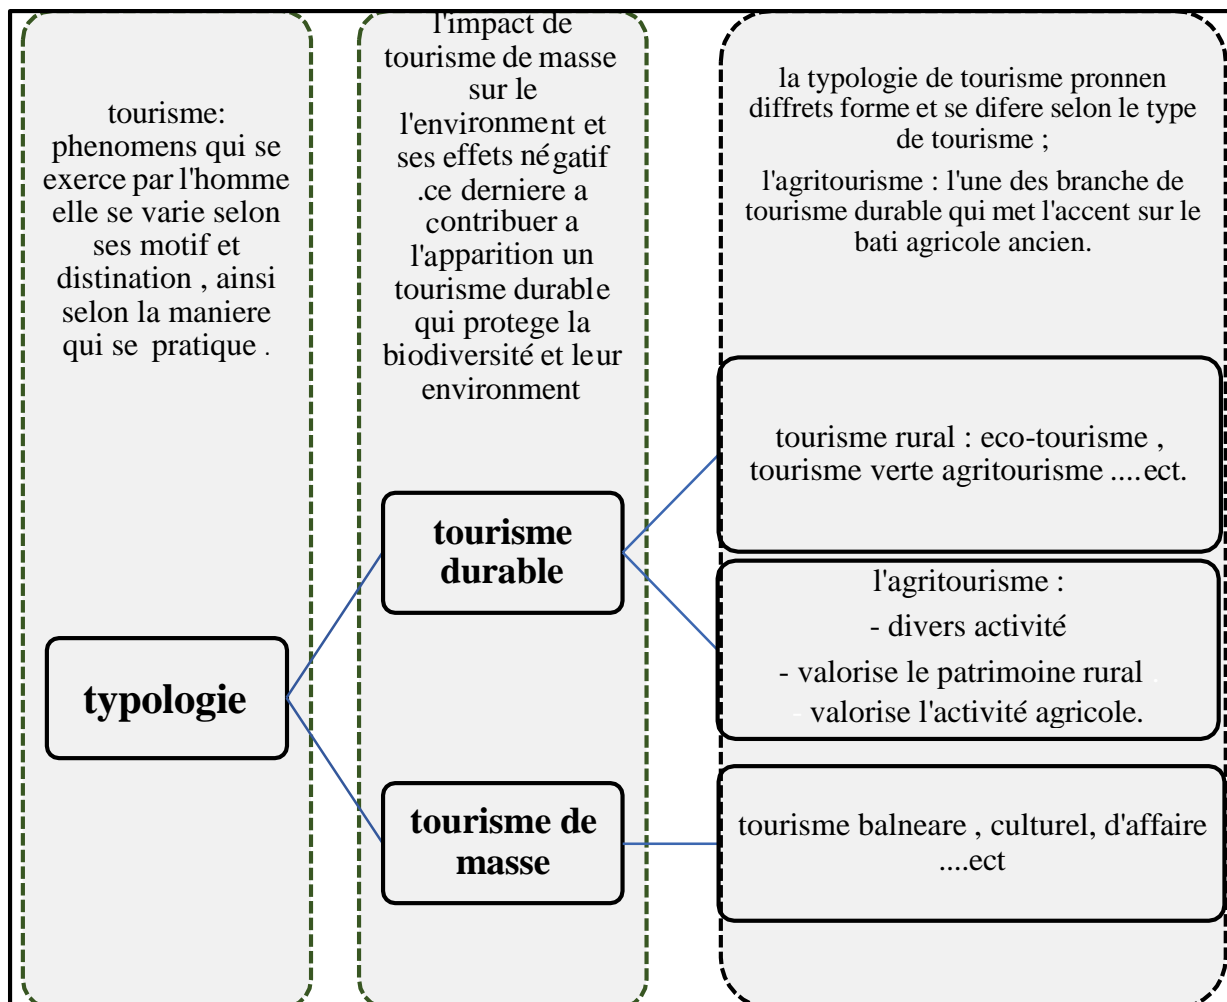 tourisme:
phenomens qui se
exerce par l'homme
elle se varie selon
ses motif et
distination , ainsi
selon la maniere
qui se pratique .
typologie
l'impact de
tourisme de masse
sur le
l'environment et
ses effets négatif
.ce derniere a
contribuer a
l'apparition un
tourisme durable
qui protege la
biodiversité et leur
environment
tourisme
durable
tourisme de
masse
la typologie de tourisme pronnen
diffrets forme et se difere selon le type
de tourisme ;
l'agritourisme : l'une des branche de
tourisme durable qui met l'accent sur le
bati agricole ancien.
tourisme rural : eco-tourisme ,
tourisme verte agritourisme ....ect.
l'agritourisme :
- divers activité
- valorise le patrimoine rural .
- valorise l'activité agricole.
tourisme balneare , culturel, d'affaire
....ect